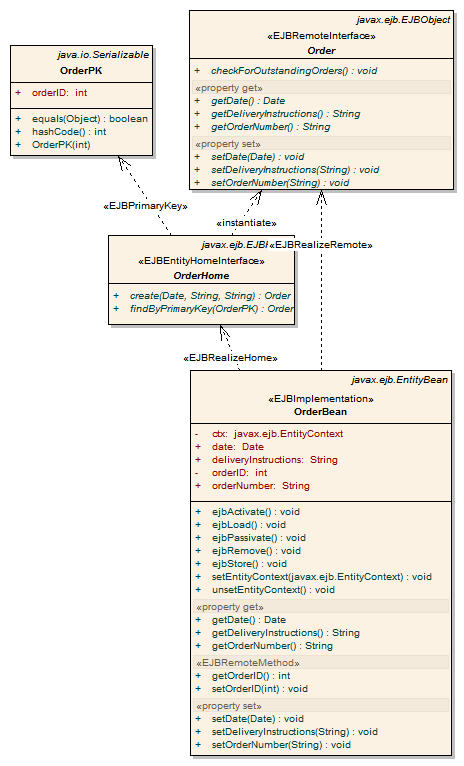 java.io.Serializable
OrderPK
+ orderID: int
+ equals(Object) : boolean
+ hashCode() : int
+ OrderPK(int)
javax.ejb.EJBObject
«EJBRemoteInterface»
Order
+ checkForOutstandingOrders() : void
«property get»
+ getDate() : Date
+ getDeliveryInstructions() : String
+ getOrderNumber() : String
«property set»
+ setDate(Date) : void
+ setDeliveryInstructions(String) : void
+ setOrderNumber(String) : void
«EJBPrimaryKey»
«instantiate»
javax.ejb.EJB
«EJBRealizeRemote»
«EJBEntityHomeInterface»
OrderHome
+ create(Date, String, String) : Order
+ findByPrimaryKey(OrderPK) : Order
«EJBRealizeHome»
javax.ejb.EntityBean
«EJBImplementation»
OrderBean
- ctx: javax.ejb.EntityContext
+ date: Date
+ deliveryInstructions: String
- orderID: int
+ orderNumber: String
+ ejbActivate() : void
+ ejbLoad() : void
+ ejbPassivate() : void
+ ejbRemove() : void
+ ejbStore() : void
+ setEntityContext(javax.ejb.EntityContext) : void
+ unsetEntityContext() : void
«property get»
+ getDate() : Date
+ getDeliveryInstructions() : String
+ getOrderNumber() : String
«EJBRemoteMethod»
+ getOrderID() : int
+ setOrderID(int) : void
«property set»
+ setDate(Date) : void
+ setDeliveryInstructions(String) : void
+ setOrderNumber(String) : void